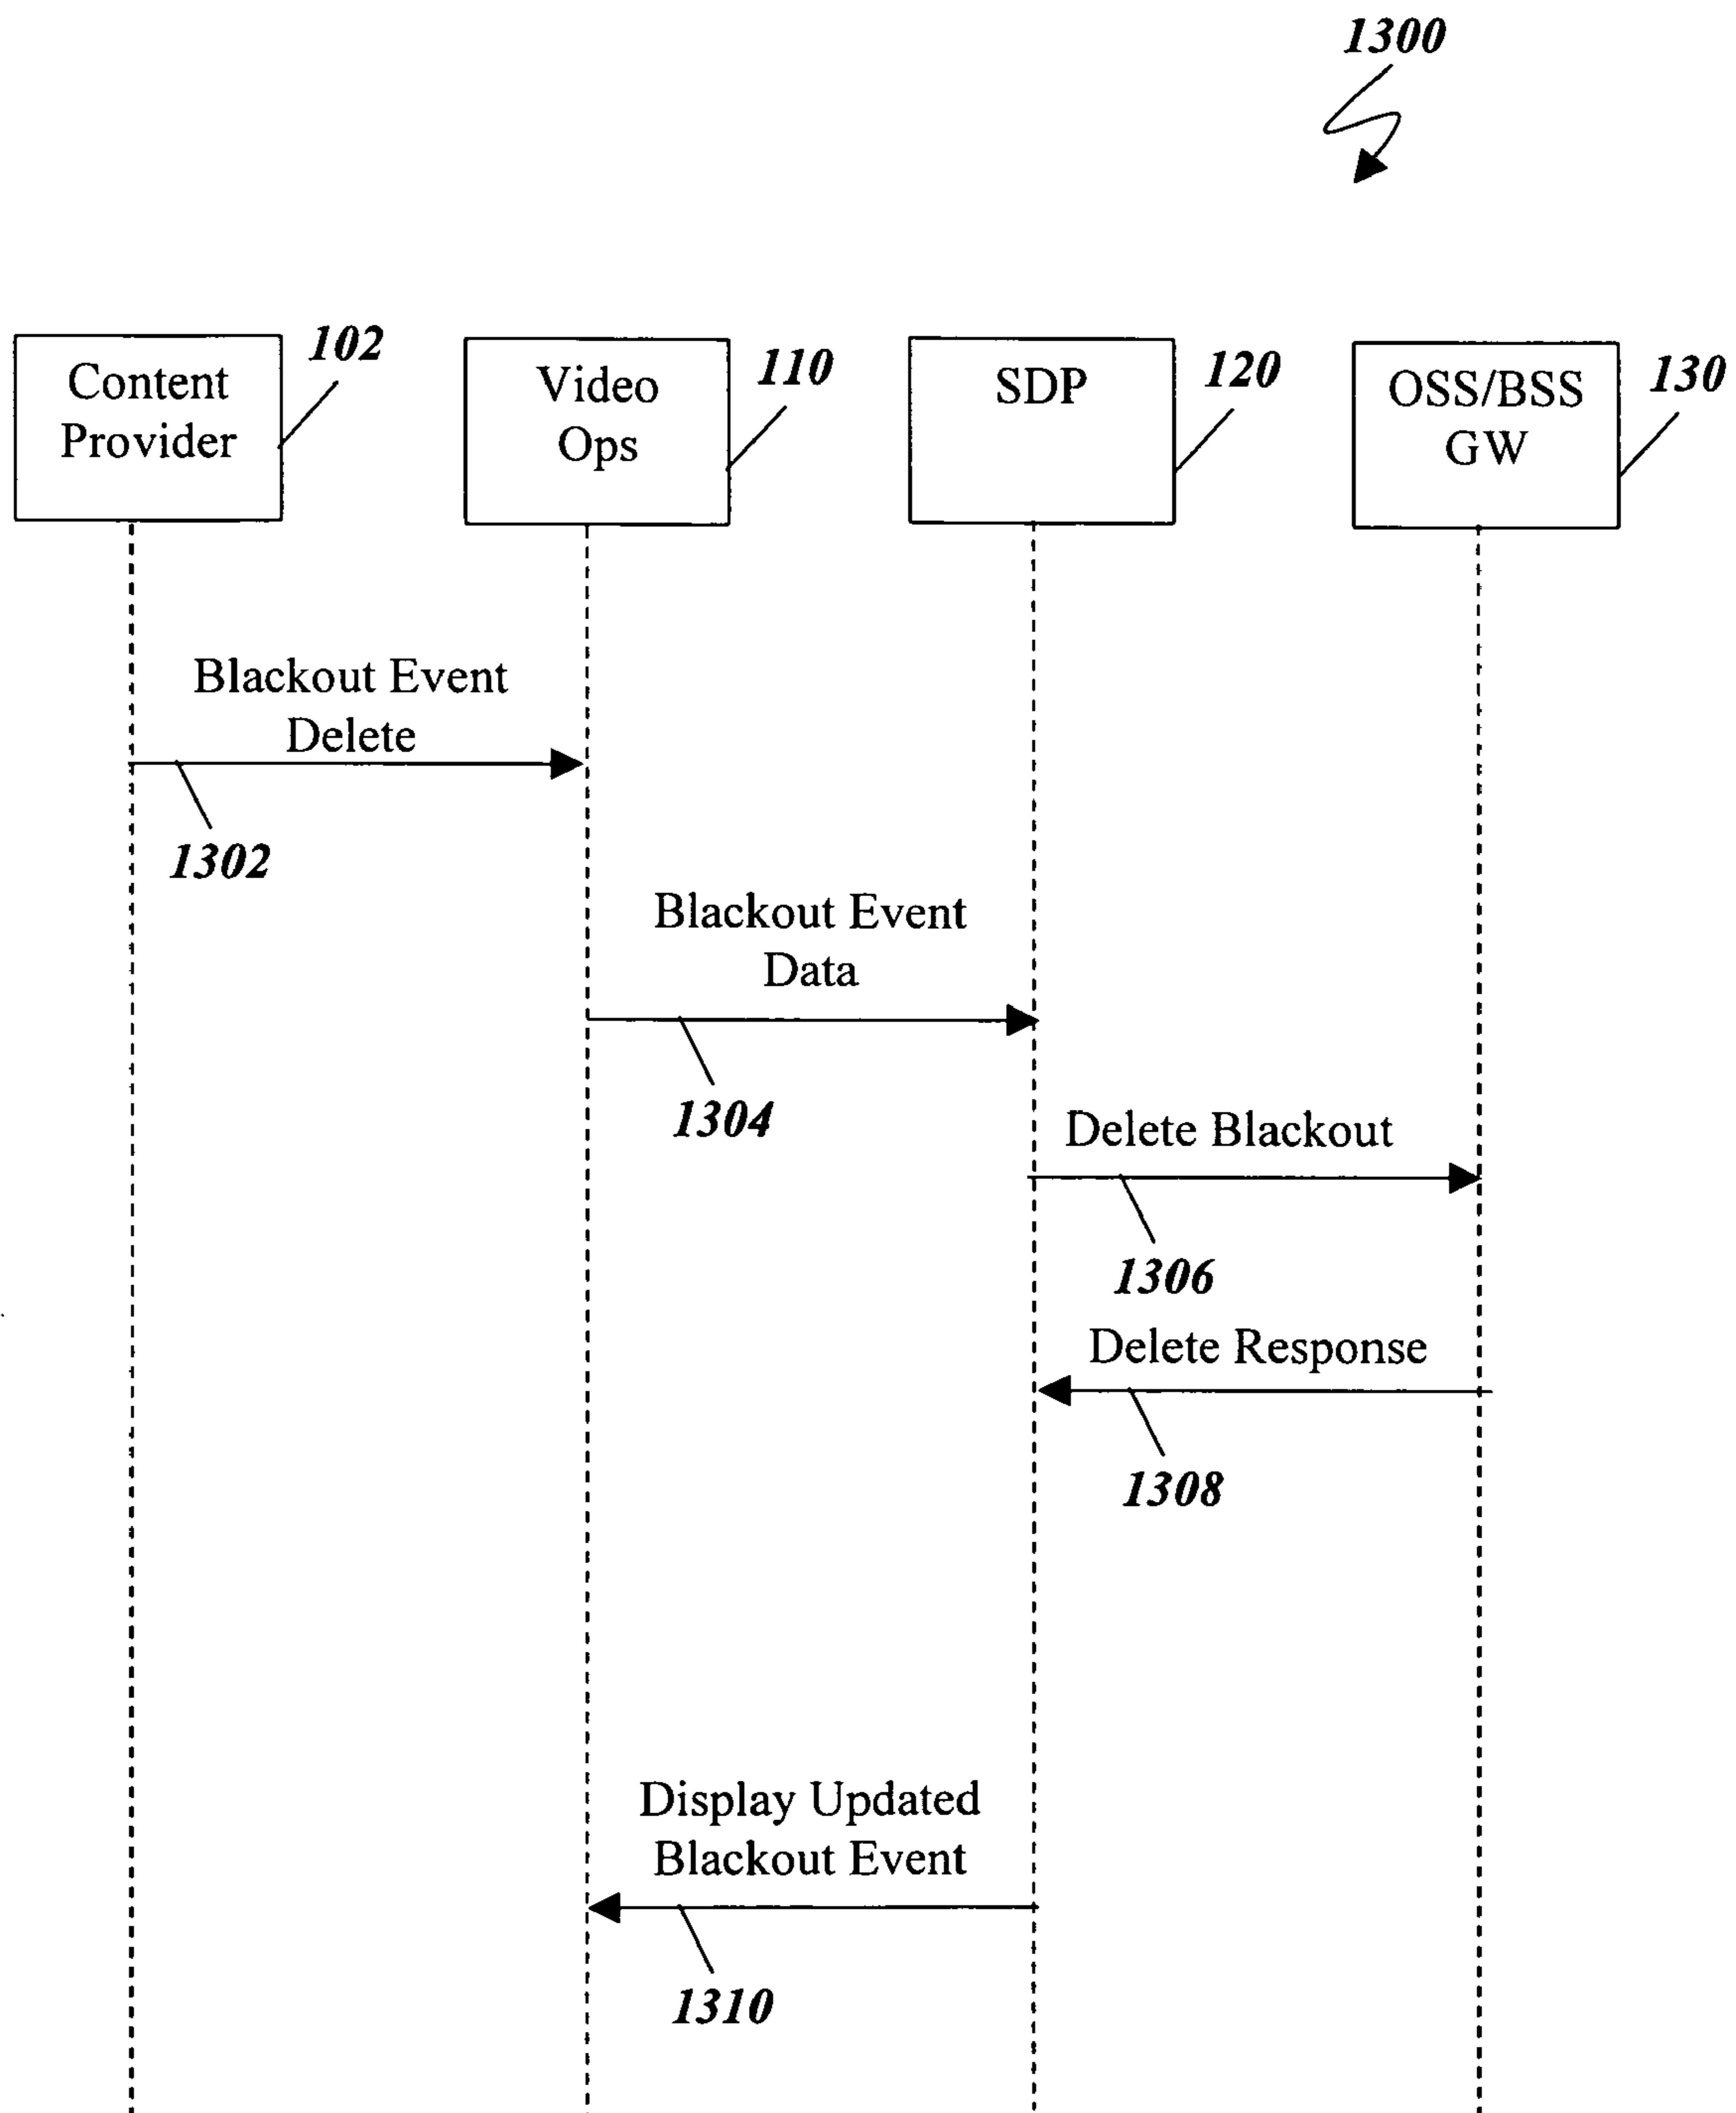 1300
102
110
120
130
Content
Provider
Video
Ops
SDP
OSS/BSS
GW
Blackout Event
Delete
1302
Blackout Event
Data
1304
Delete Blackout
1306
Delete Response
1308
Display Updated
Blackout Event
1310